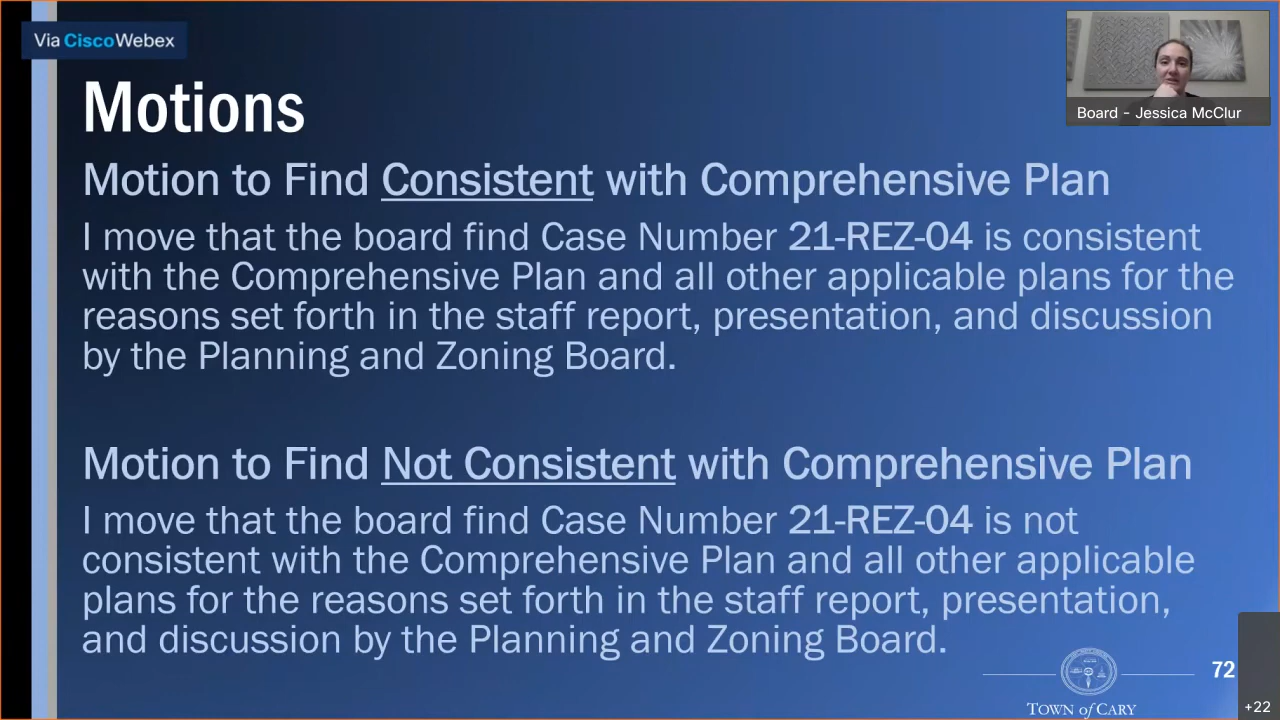 Via Cisco Webex
Board - Jessica McClur
Motions
Motion to Find Consistent with Comprehensive Plan
I move that the board find Case Number 21-REZ-04 is consistent
with the Comprehensive Plan and all other applicable plans for the
reasons set forth in the staff report, presentation, and discussion
by the Planning and Zoning Board.
Motion to Find Not Consistent with Comprehensive Plan
I move that the board find Case Number 21-REZ-04 is not
consistent with the Comprehensive Plan and all other applicable
plans for the reasons set forth in the staff report, presentation,
and discussion by the Planning and Zoning Board.
72
TOWN of CARY
+22